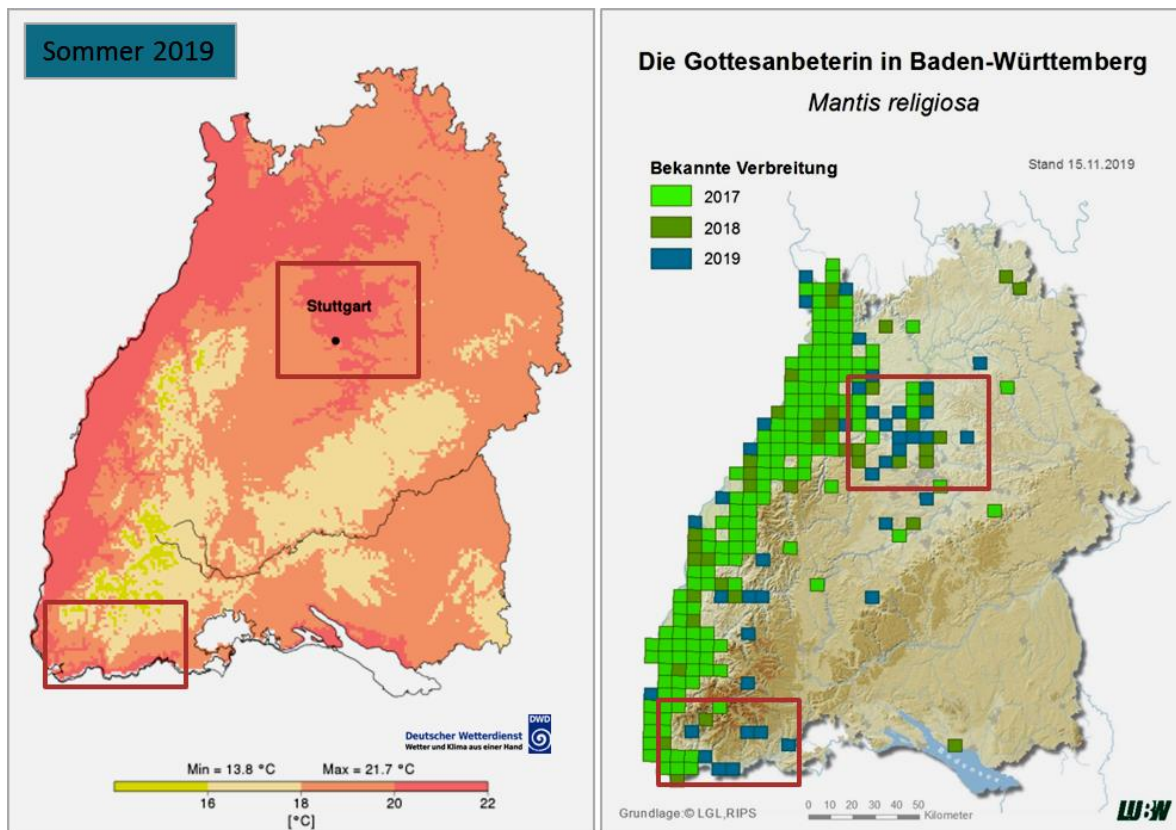 Sommer 2019
Stuttgart
DWD
Deutscher Wetterdienst
Wetter und Klima aus einer Hand
Min = 13.8 °C Max = 21.7 °C
16 18 20 22
[°C]
Die Gottesanbeterin in Baden-Württemberg
Mantis religiosa
Stand 15.11.2019
Bekannte Verbreitung
2017
2018
2019
Grundlage:© LGL,RIPS
0 10 20 30 40 50
Kilometer
LUBW